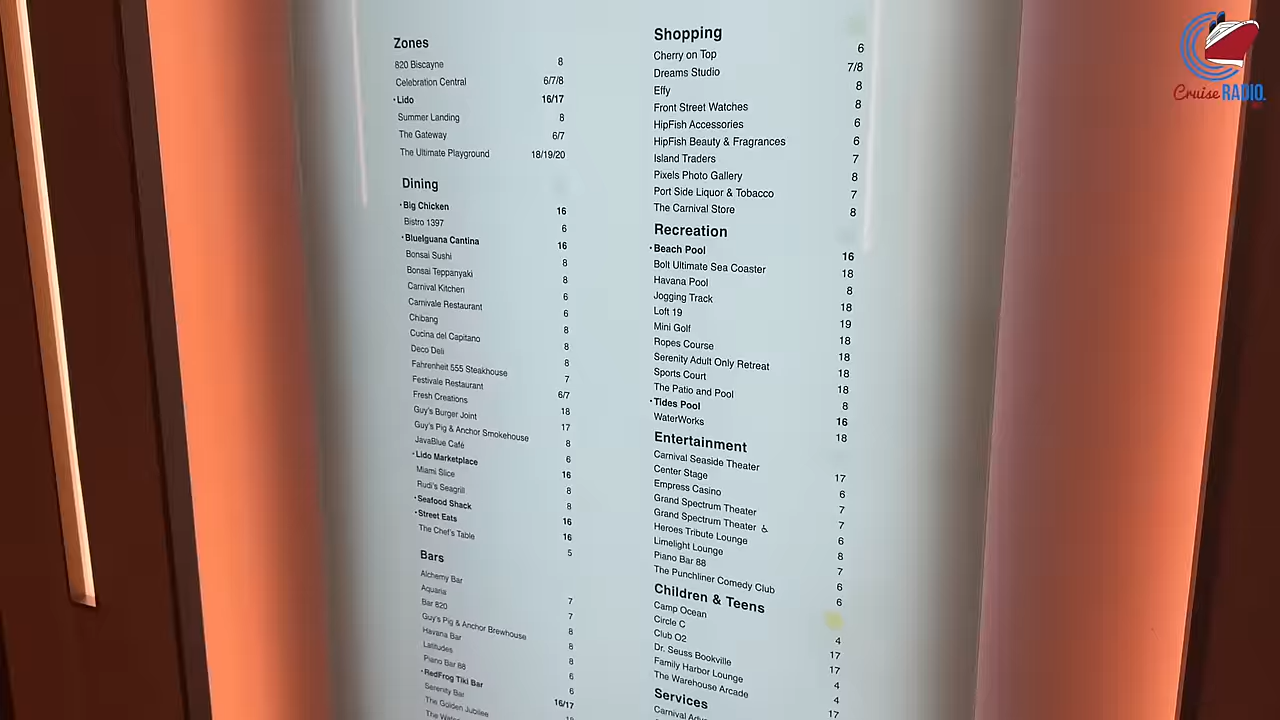 Zones
820 Biscayne 8
Celebration Central 6/7/8
· Lido 16/17
Summer Landing 8
The Gateway 6/7
The Ultimate Playground 18/19/20
Dining
· Big Chicken 16
Bistro 1397 6
· BlueIguana Cantina 16
Bonsai Sushi 8
Bonsai Teppanyaki 8
Carnival Kitchen 6
Carnivale Restaurant 6
Chibang 8
Cucina del Capitano 8
Deco Deli 8
Fahrenheit 555 Steakhouse 7
Festivale Restaurant 6/7
Fresh Creations 18
Guy's Burger Joint 17
Guy's Pig & Anchor Smokehouse 8
JavaBlue Café 6
· Lido Marketplace 16
Miami Slice 8
Rudi's Seagrill 8
· Seafood Shack 16
· Street Eats 16
The Chef's Table 5
Bars
Alchemy Bar 7
Aquaria 7
Bar 820 8
Guy's Pig & Anchor Brewhouse 8
Havana Bar 8
Latitudes 6
Piano Bar 88 6
· RedFrog Tiki Bar 16/17
Serenity Bar
The Golden Jubilee
The
Shopping
Cherry on Top 6
Dreams Studio 7/8
Effy 8
Front Street Watches 8
HipFish Accessories 6
HipFish Beauty & Fragrances 6
Island Traders 7
Pixels Photo Gallery 8
Port Side Liquor & Tobacco 7
The Carnival Store 8
Recreation
· Beach Pool 16
Bolt Ultimate Sea Coaster 18
Havana Pool 8
Jogging Track 18
Loft 19 19
Mini Golf 18
Ropes Course 18
Serenity Adult Only Retreat 18
Sports Court 18
The Patio and Pool 8
· Tides Pool 16
WaterWorks 18
Entertainment
Carnival Seaside Theater 17
Center Stage 6
Empress Casino 7
Grand Spectrum Theater 7
Grand Spectrum Theater ♿ 6
Heroes Tribute Lounge 8
Limelight Lounge 7
Piano Bar 88 6
The Punchliner Comedy Club 6
Children & Teens
Camp Ocean 4
Circle C 17
Club O2 17
Dr. Seuss Bookville 4
Family Harbor Lounge 4
The Warehouse Arcade 17
Services
Carnival
Cruise RADIO.